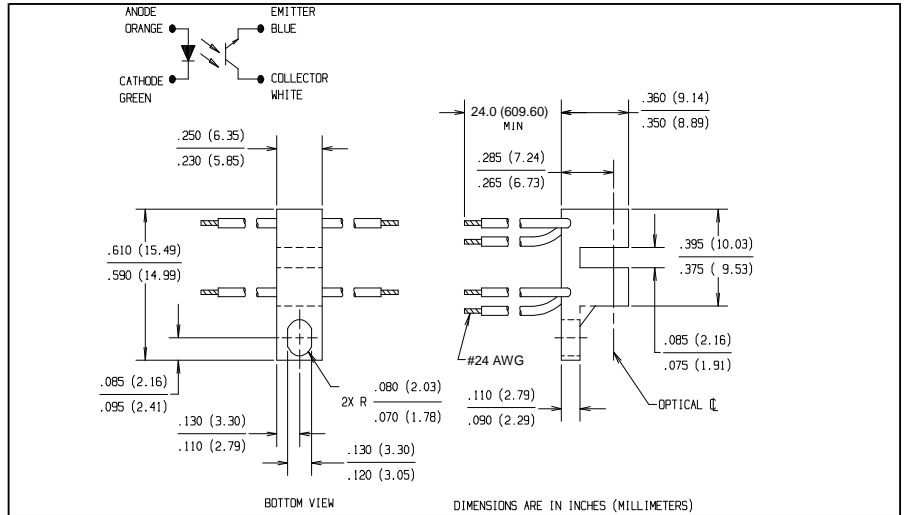 ANODE
ORANGE
CATHODE
GREEN
EMITTER
BLUE
COLLECTOR
WHITE
24.0 (609.60)
MIN
.360 (9.14)
.350 (8.89)
.250 (6.35)
.230 (5.85)
.285 (7.24)
.265 (6.73)
.610 (15.49)
.590 (14.99)
.395 (10.03)
.375 ( 9.53)
.085 (2.16)
.075 (1.91)
#24 AWG
.085 (2.16)
.095 (2.41)
2X R .080 (2.03)
.070 (1.78)
.110 (2.79)
.090 (2.29)
OPTICAL ℄
.130 (3.30)
.110 (2.79)
.130 (3.30)
.120 (3.05)
BOTTOM VIEW
DIMENSIONS ARE IN INCHES (MILLIMETERS)